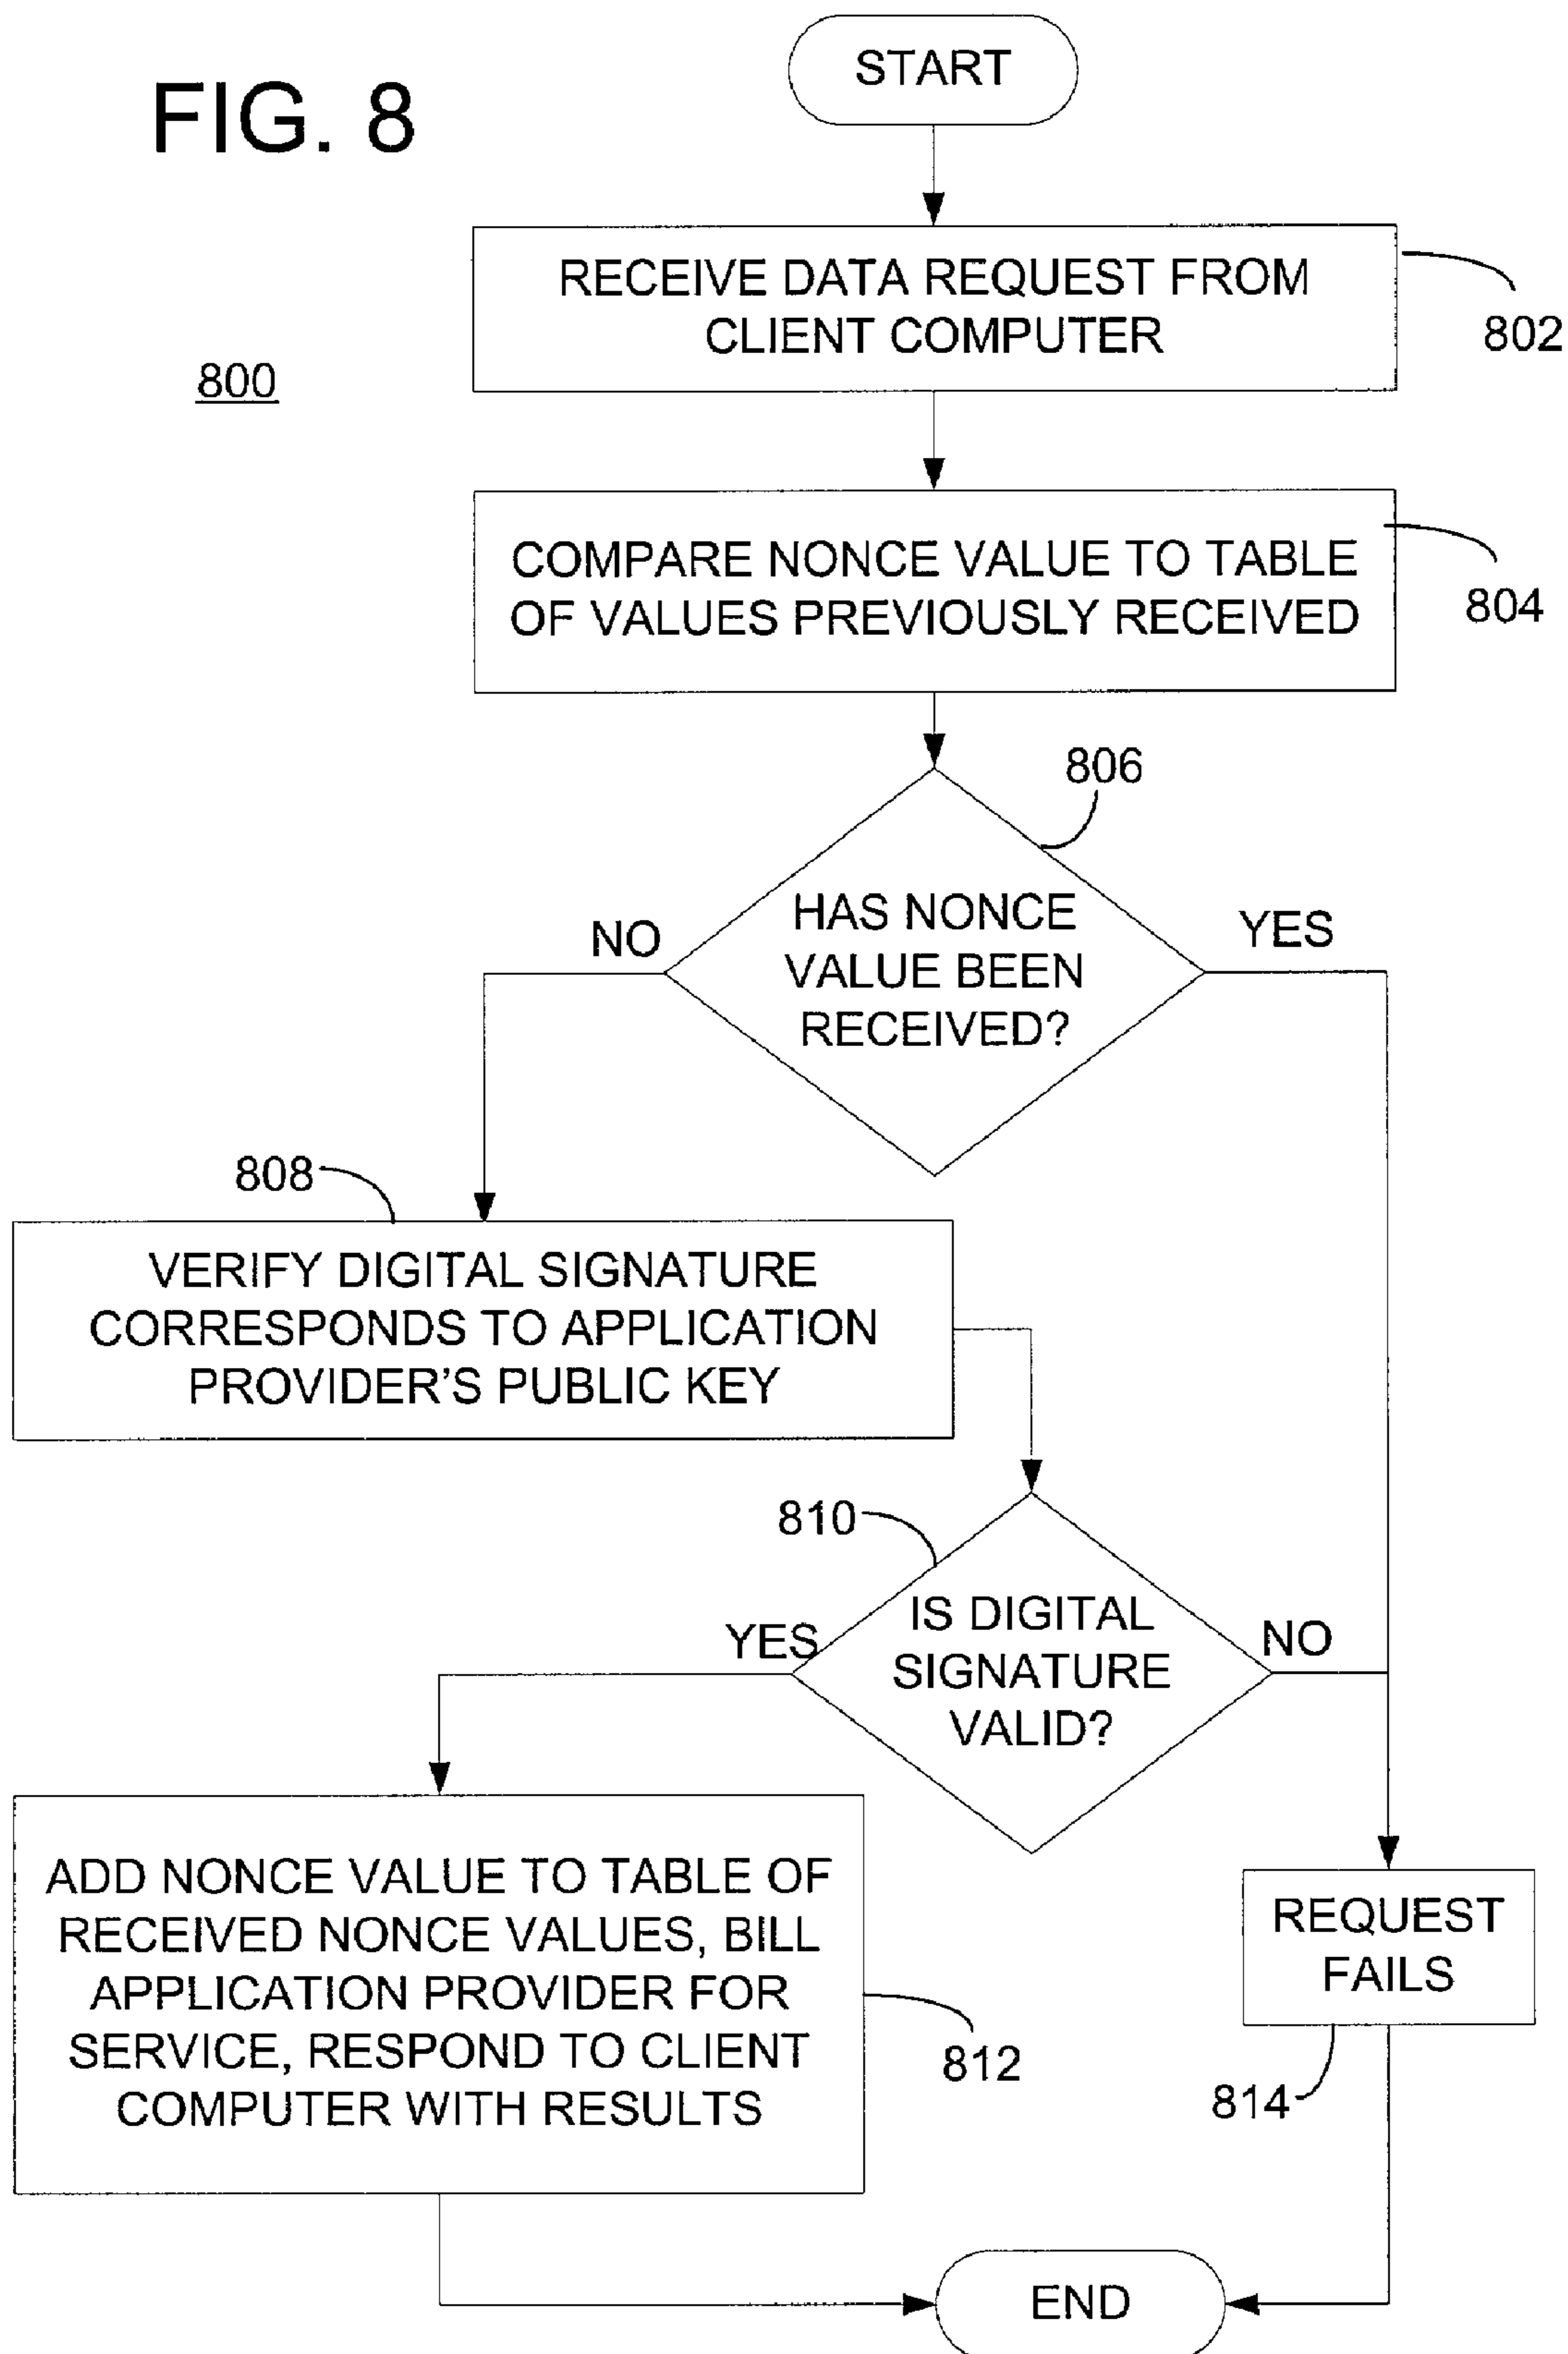 FIG. 8
START
RECEIVE DATA REQUEST FROM
CLIENT COMPUTER
802
800
COMPARE NONCE VALUE TO TABLE
OF VALUES PREVIOUSLY RECEIVED
804
806
HAS NONCE
VALUE BEEN
RECEIVED?
NO
YES
808
VERIFY DIGITAL SIGNATURE
CORRESPONDS TO APPLICATION
PROVIDER'S PUBLIC KEY
810
IS DIGITAL
SIGNATURE
VALID?
YES
NO
ADD NONCE VALUE TO TABLE OF
RECEIVED NONCE VALUES, BILL
APPLICATION PROVIDER FOR
SERVICE, RESPOND TO CLIENT
COMPUTER WITH RESULTS
812
REQUEST
FAILS
814
END